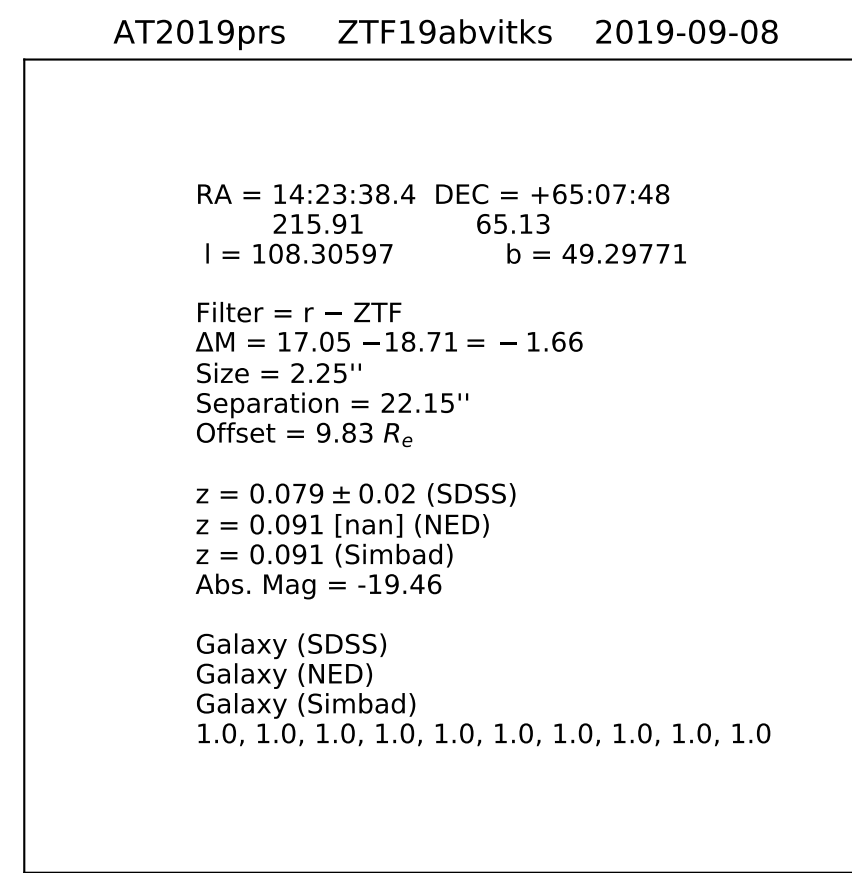 AT2019prs ZTF19abvitks 2019-09-08
RA = 14:23:38.4 DEC = +65:07:48
215.91 65.13
l = 108.30597 b = 49.29771
Filter = r − ZTF
ΔM = 17.05 −18.71 = − 1.66
Size = 2.25''
Separation = 22.15''
Offset = 9.83 Re
z = 0.079 ± 0.02 (SDSS)
z = 0.091 [nan] (NED)
z = 0.091 (Simbad)
Abs. Mag = -19.46
Galaxy (SDSS)
Galaxy (NED)
Galaxy (Simbad)
1.0, 1.0, 1.0, 1.0, 1.0, 1.0, 1.0, 1.0, 1.0, 1.0